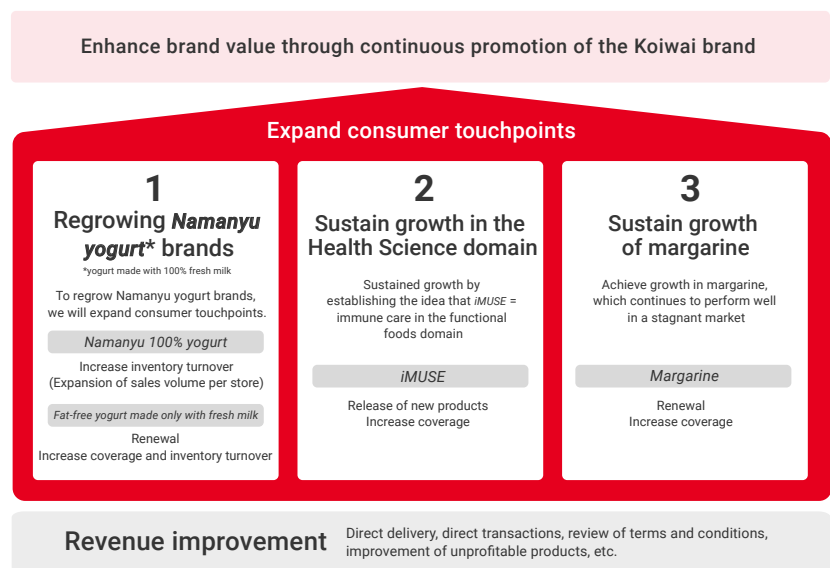 Enhance brand value through continuous promotion of the Koiwai brand
Expand consumer touchpoints
1
Regrowing Namanyu
yogurt* brands
*yogurt made with 100% fresh milk
To regrow Namanyu yogurt brands,
we will expand consumer touchpoints.
Namanyu 100% yogurt
Increase inventory turnover
(Expansion of sales volume per store)
Fat-free yogurt made only with fresh milk
Renewal
Increase coverage and inventory turnover
2
Sustain growth in the
Health Science domain
Sustained growth by
establishing the idea that iMUSE =
immune care in the functional
foods domain
iMUSE
Release of new products
Increase coverage
3
Sustain growth
of margarine
Achieve growth in margarine,
which continues to perform well
in a stagnant market
Margarine
Renewal
Increase coverage
Revenue improvement
Direct delivery, direct transactions, review of terms and conditions,
improvement of unprofitable products, etc.